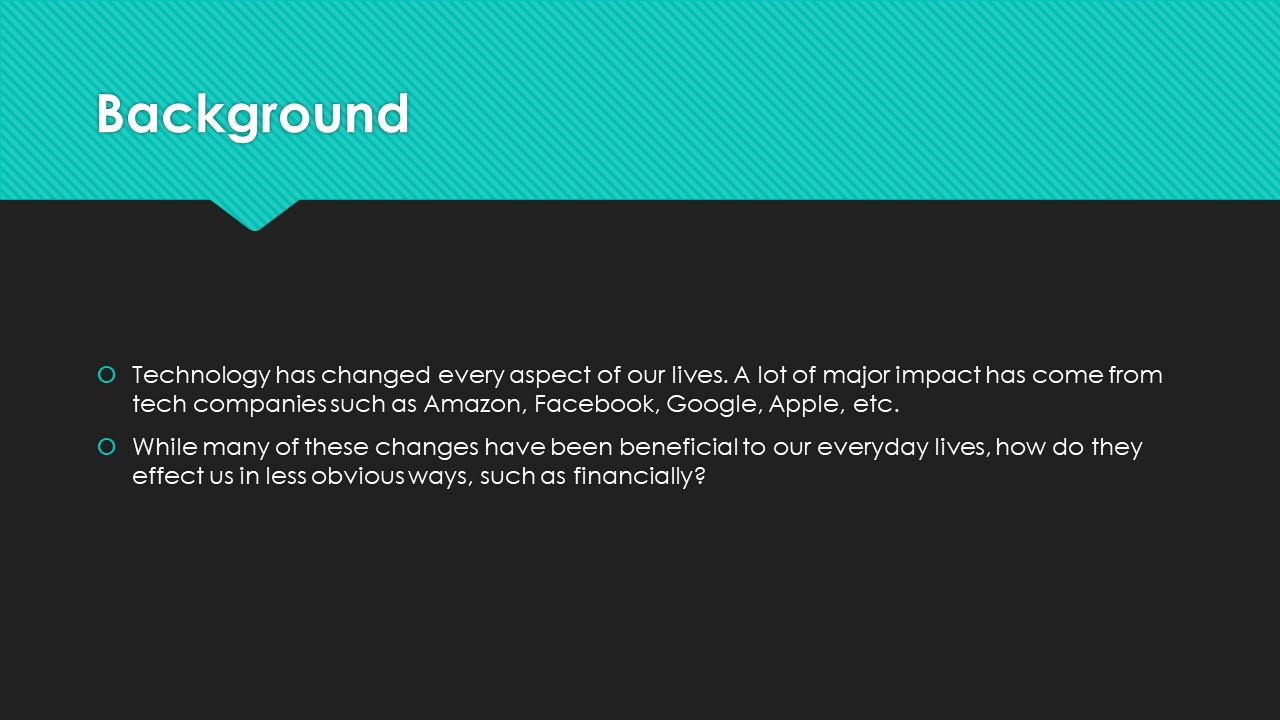 Background
Technology has changed every aspect of our lives. A lot of major impact has come from
tech companies such as Amazon, Facebook, Google, Apple, etc.
While many of these changes have been beneficial to our everyday lives, how do they
effect us in less obvious ways, such as financially?